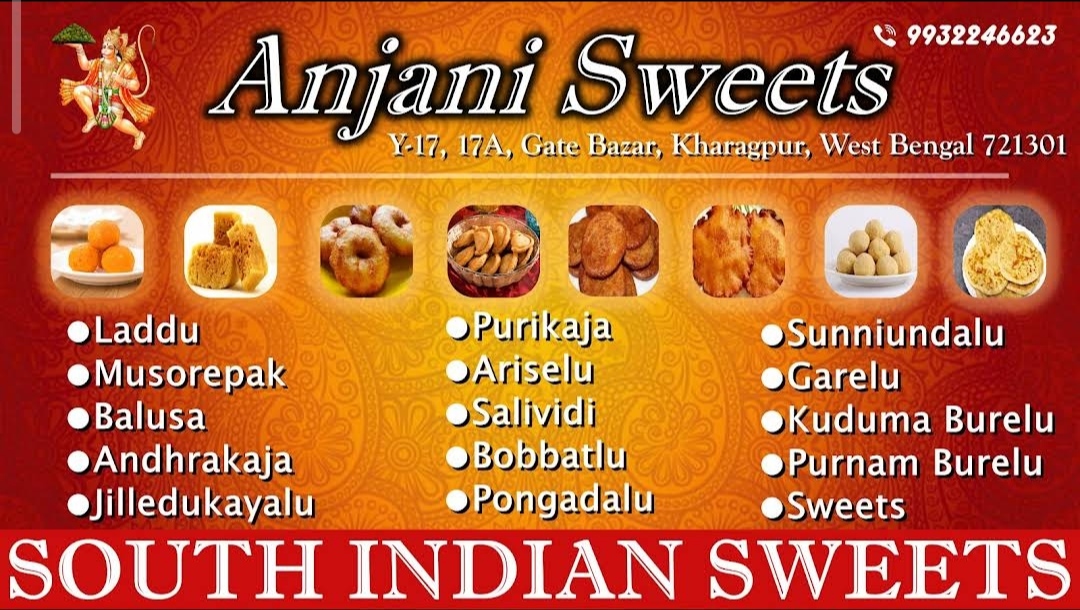 9932246623
Anjani Sweets
Y-17, 17A, Gate Bazar, Kharagpur, West Bengal 721301
●Laddu
●Musorepak
●Balusa
●Andhrakaja
●Jilledukayalu
●Purikaja
●Ariselu
●Salividi
●Bobbatlu
●Pongadalu
●Sunniundalu
●Garelu
●Kuduma Burelu
●Purnam Burelu
●Sweets
SOUTH INDIAN SWEETS